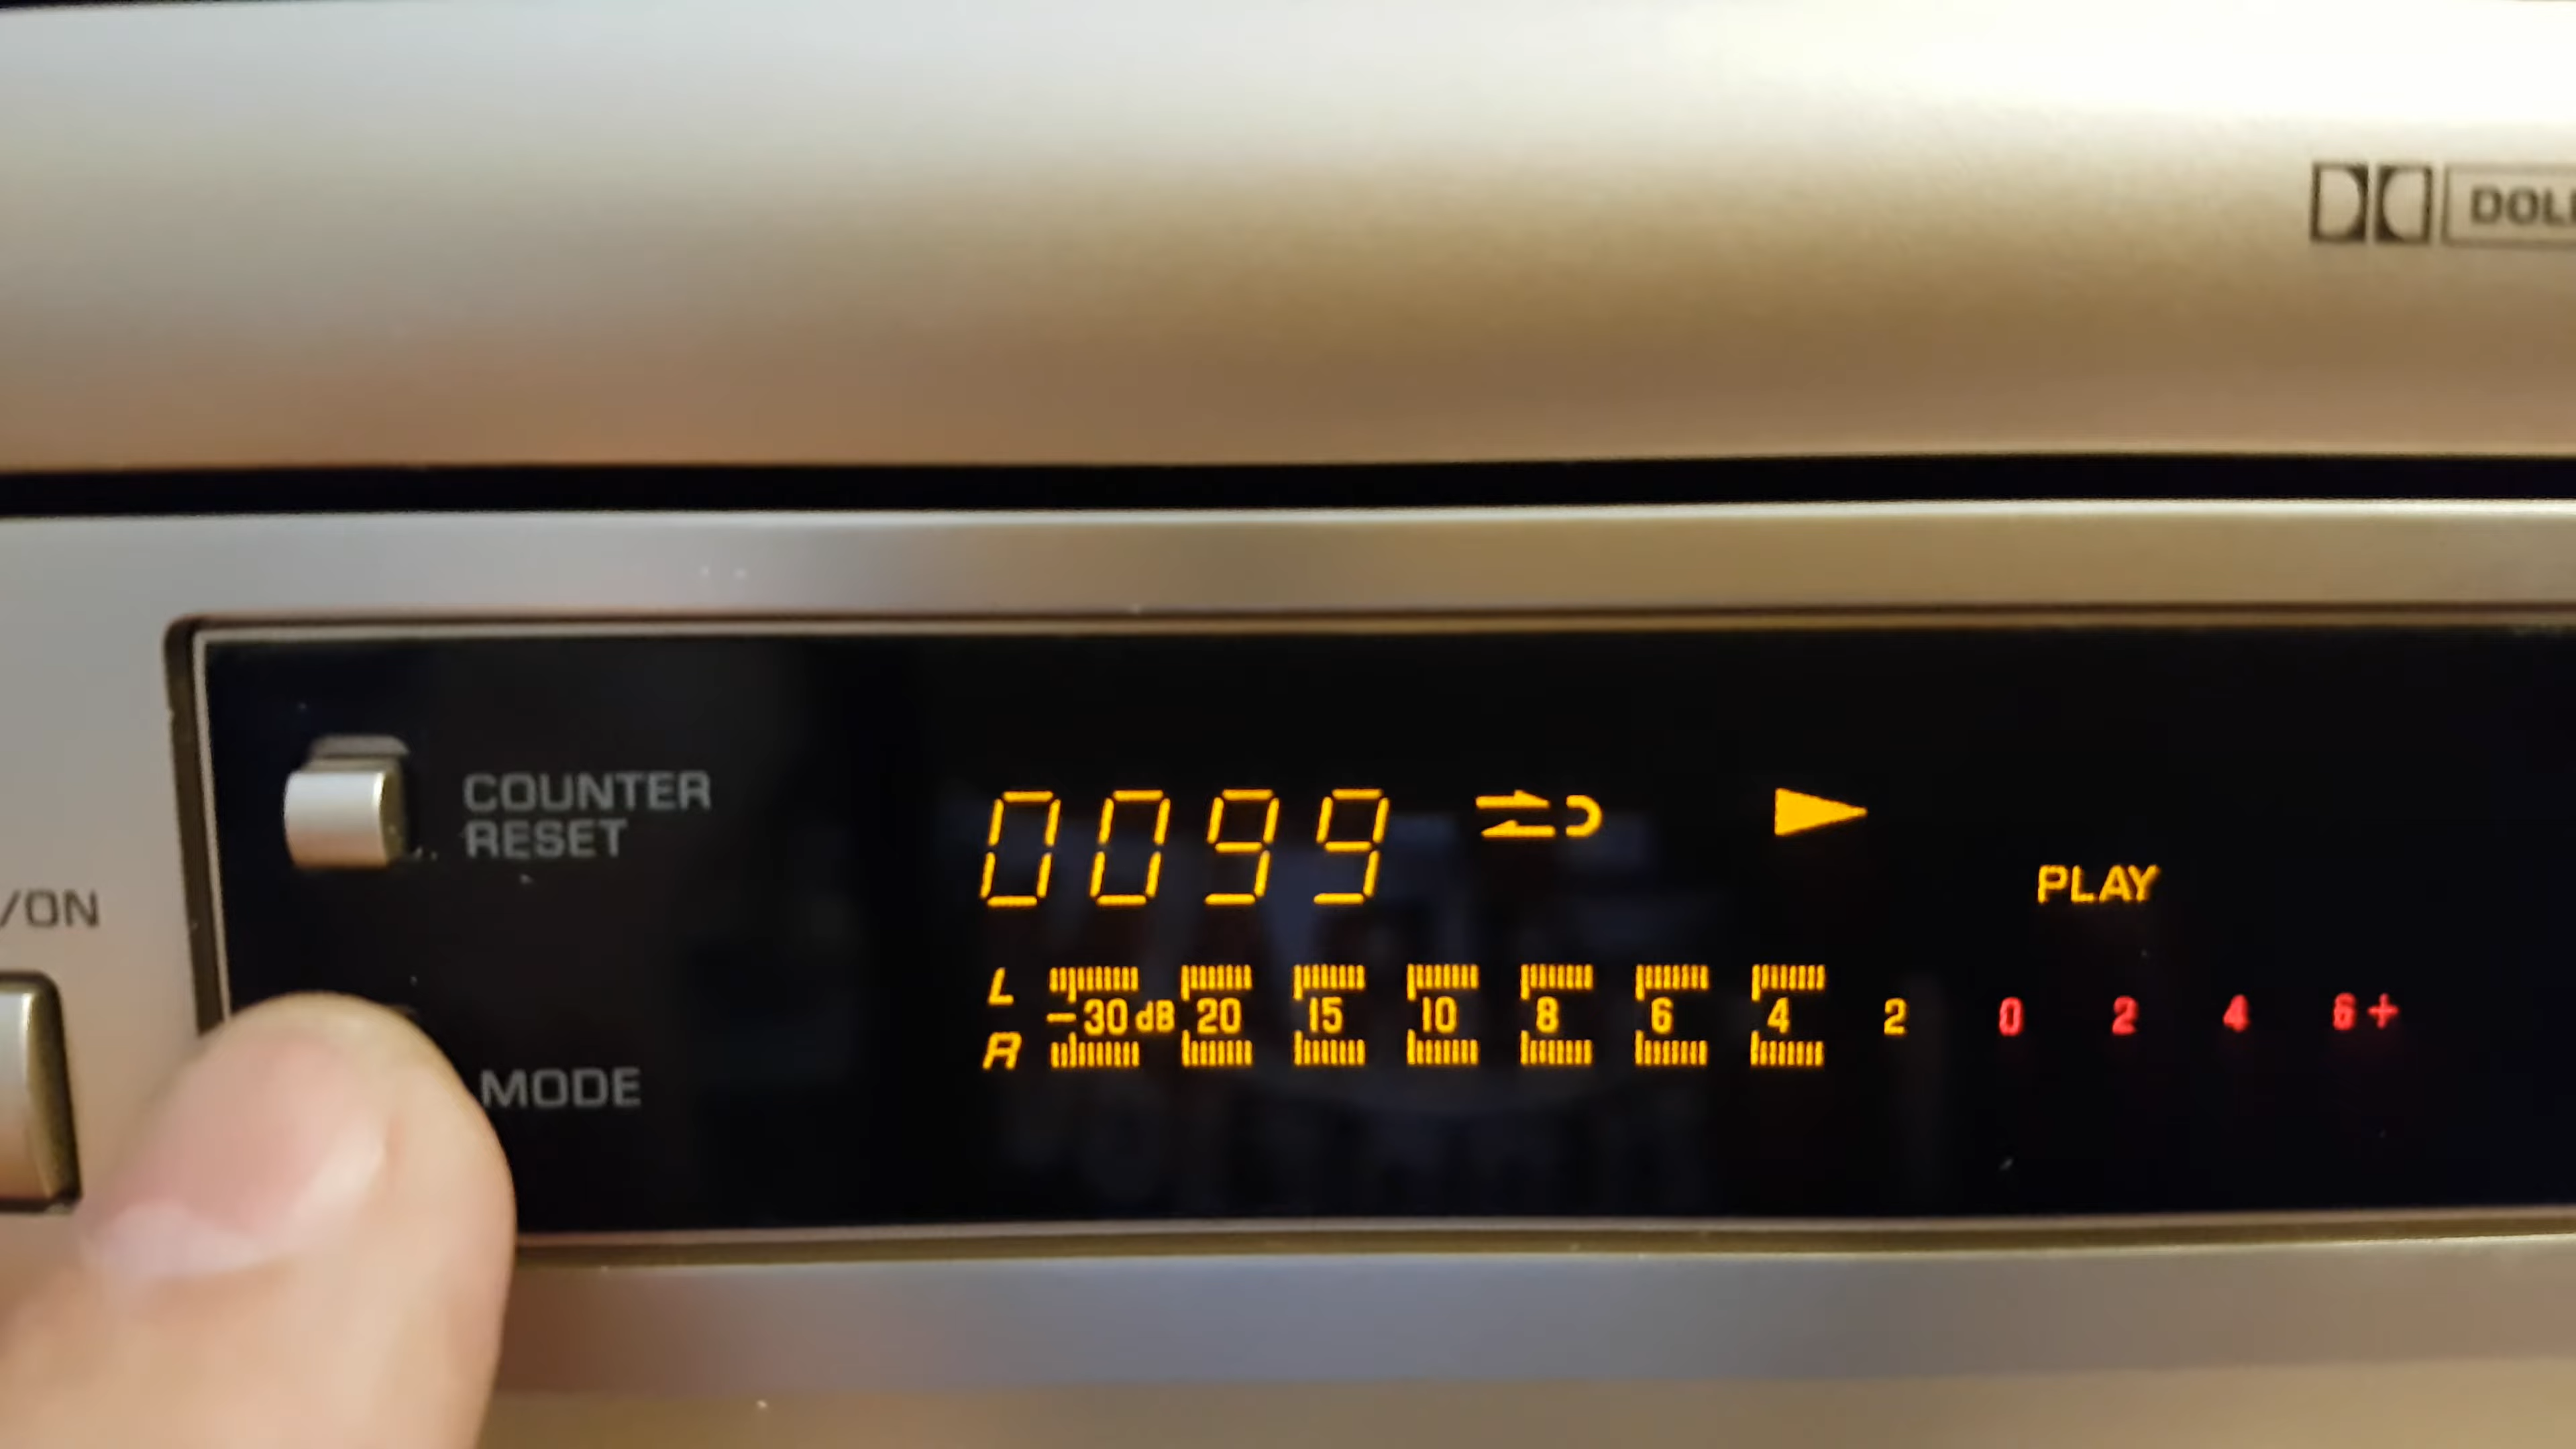 DOL
COUNTER
RESET
/ON
0099
PLAY
L
-30 dB 20 15 10 8 6 4 2 0 2 4 6+
R
MODE